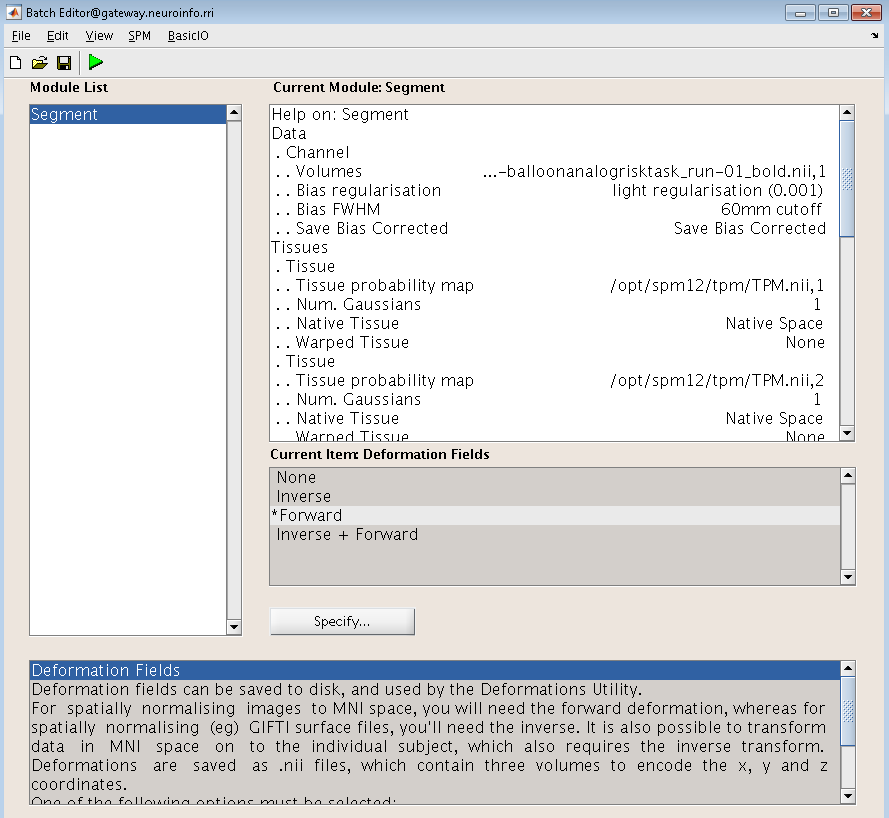 Batch Editor@gateway.neuroinfo.rri
File Edit View SPM BasicIO
Module List
Segment
Current Module: Segment
Help on: Segment
Data
. Channel
. . Volumes ...-balloonanalogrisktask_run-01_bold.nii,1
. . Bias regularisation light regularisation (0.001)
. . Bias FWHM 60mm cutoff
. . Save Bias Corrected Save Bias Corrected
Tissues
. Tissue
. . Tissue probability map /opt/spm12/tpm/TPM.nii,1
. . Num. Gaussians 1
. . Native Tissue Native Space
. . Warped Tissue None
. Tissue
. . Tissue probability map /opt/spm12/tpm/TPM.nii,2
. . Num. Gaussians 1
. . Native Tissue Native Space
. . Warped Tissue None
Current Item: Deformation Fields
None
Inverse
*Forward
Inverse + Forward
Specify...
Deformation Fields
Deformation fields can be saved to disk, and used by the Deformations Utility.
For spatially normalising images to MNI space, you will need the forward deformation, whereas for
spatially normalising (eg) GIFTI surface files, you'll need the inverse. It is also possible to transform
data in MNI space on to the individual subject, which also requires the inverse transform.
Deformations are saved as .nii files, which contain three volumes to encode the x, y and z
coordinates.
One of the following options must be selected: